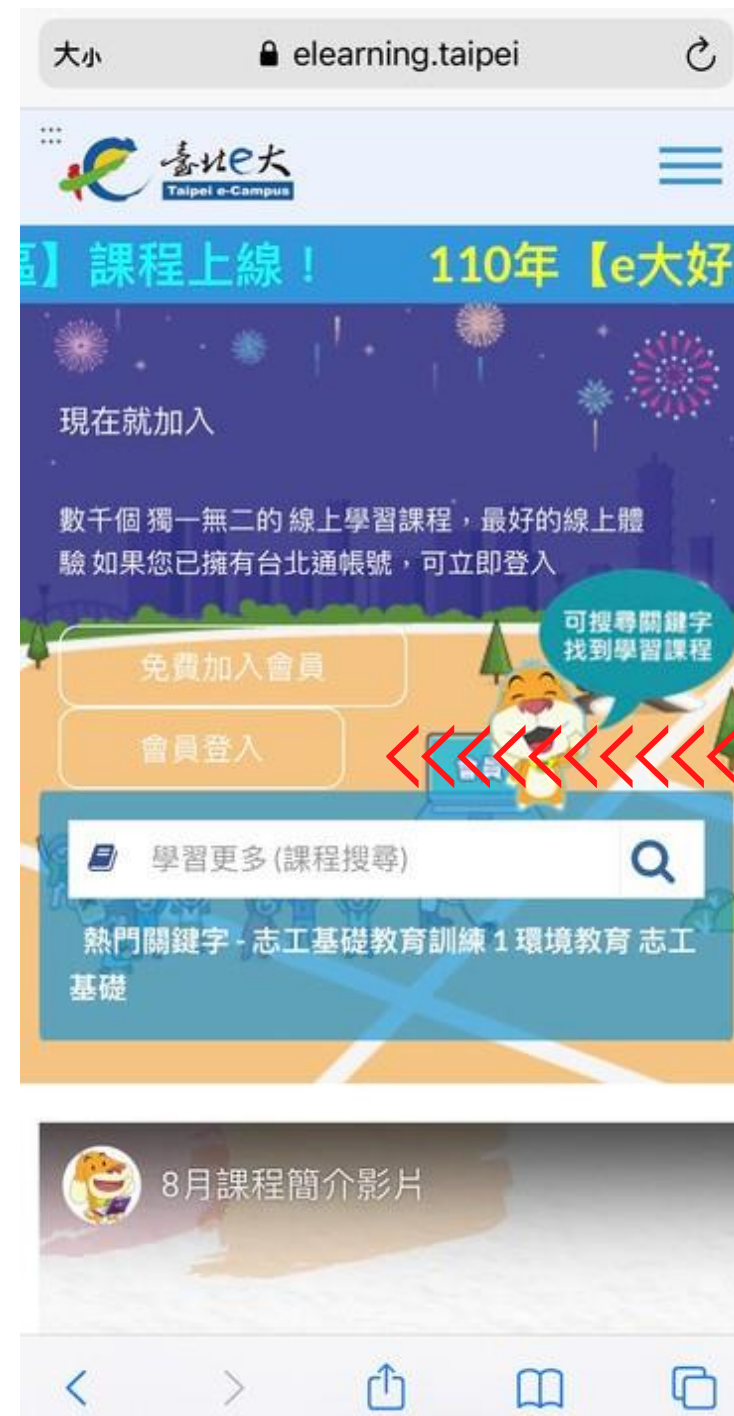 大小 elearning.taipei
臺北e大
Taipei e-Campus
區】課程上線！ 110年【e大好
現在就加入
數千個 獨一無二的 線上學習課程，最好的線上體
驗 如果您已擁有台北通帳號，可立即登入
可搜尋關鍵字
找到學習課程
免費加入會員
會員登入
學習更多 (課程搜尋)
熱門關鍵字 - 志工基礎教育訓練 1 環境教育 志工
基礎
8月課程簡介影片